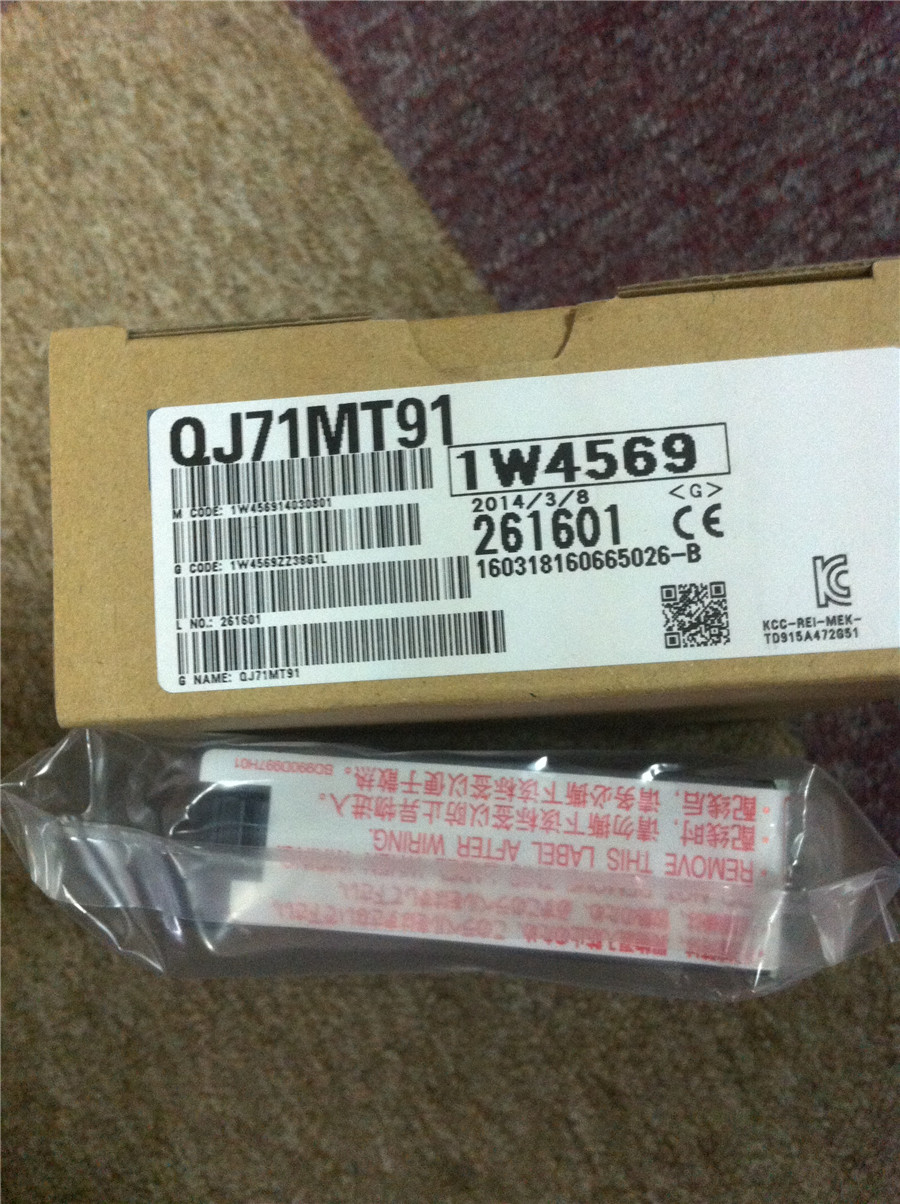 QJ71MT91
1W4569
M CODE: 1W456914030801
2014/3/8 <G>
261601 CE
G CODE: 1W4569ZZ38G1L
160318160665026-B
L NO.: 261601
KCC-REI-MEK-
TD915A472G51
G NAME: QJ71MT91
・配线后，请务必撕下该标签以便于散热。 BD990D997H01
・配线时，请勿撕下该标签以防止异物进入。
・REMOVE THIS LABEL AFTER WIRING.